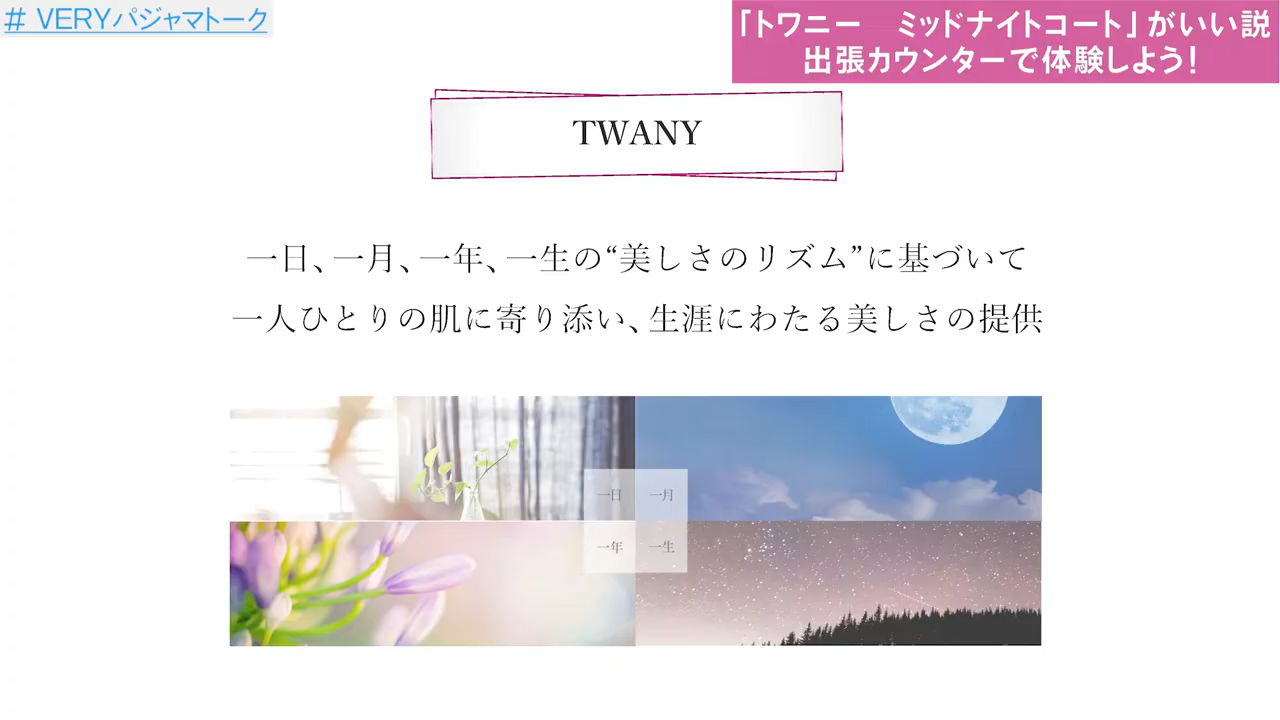 # VERYパジャマトーク
「トワニー　ミッドナイトコート」がいい説
出張カウンターで体験しよう!
TWANY
一日、一月、一年、一生の“美しさのリズム”に基づいて
一人ひとりの肌に寄り添い、生涯にわたる美しさの提供
一日
一月
一年
一生